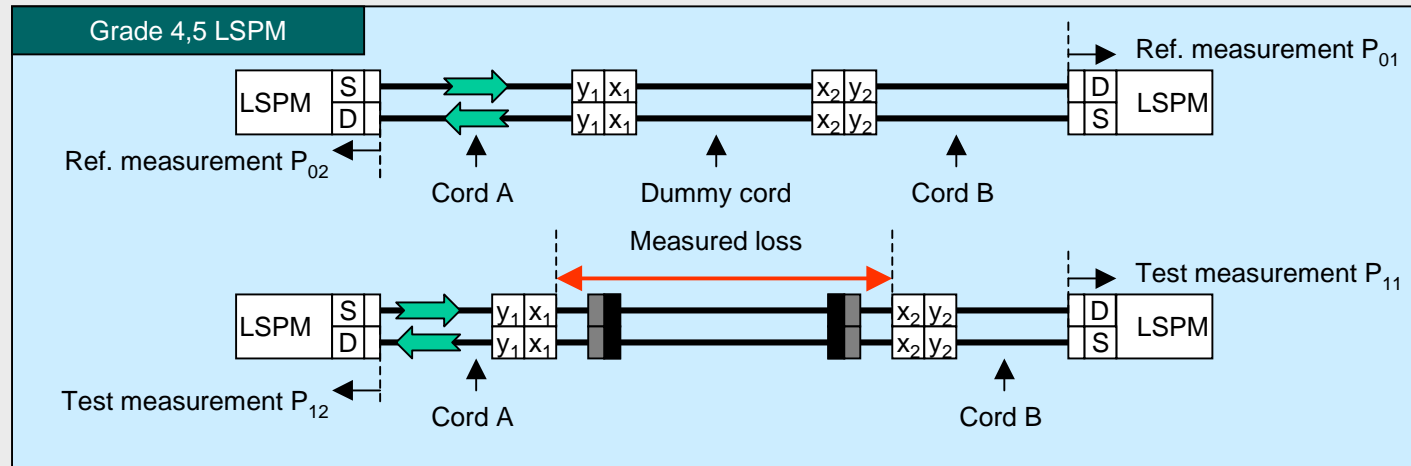 Grade 4,5 LSPM
Ref. measurement P₀₁
LSPM S y₁ x₁ x₂ y₂ D LSPM
D y₁ x₁ x₂ y₂ S
Ref. measurement P₀₂
Cord A Dummy cord Cord B
Measured loss
Test measurement P₁₁
LSPM S y₁ x₁ x₂ y₂ D LSPM
D y₁ x₁ x₂ y₂ S
Test measurement P₁₂
Cord A Cord B